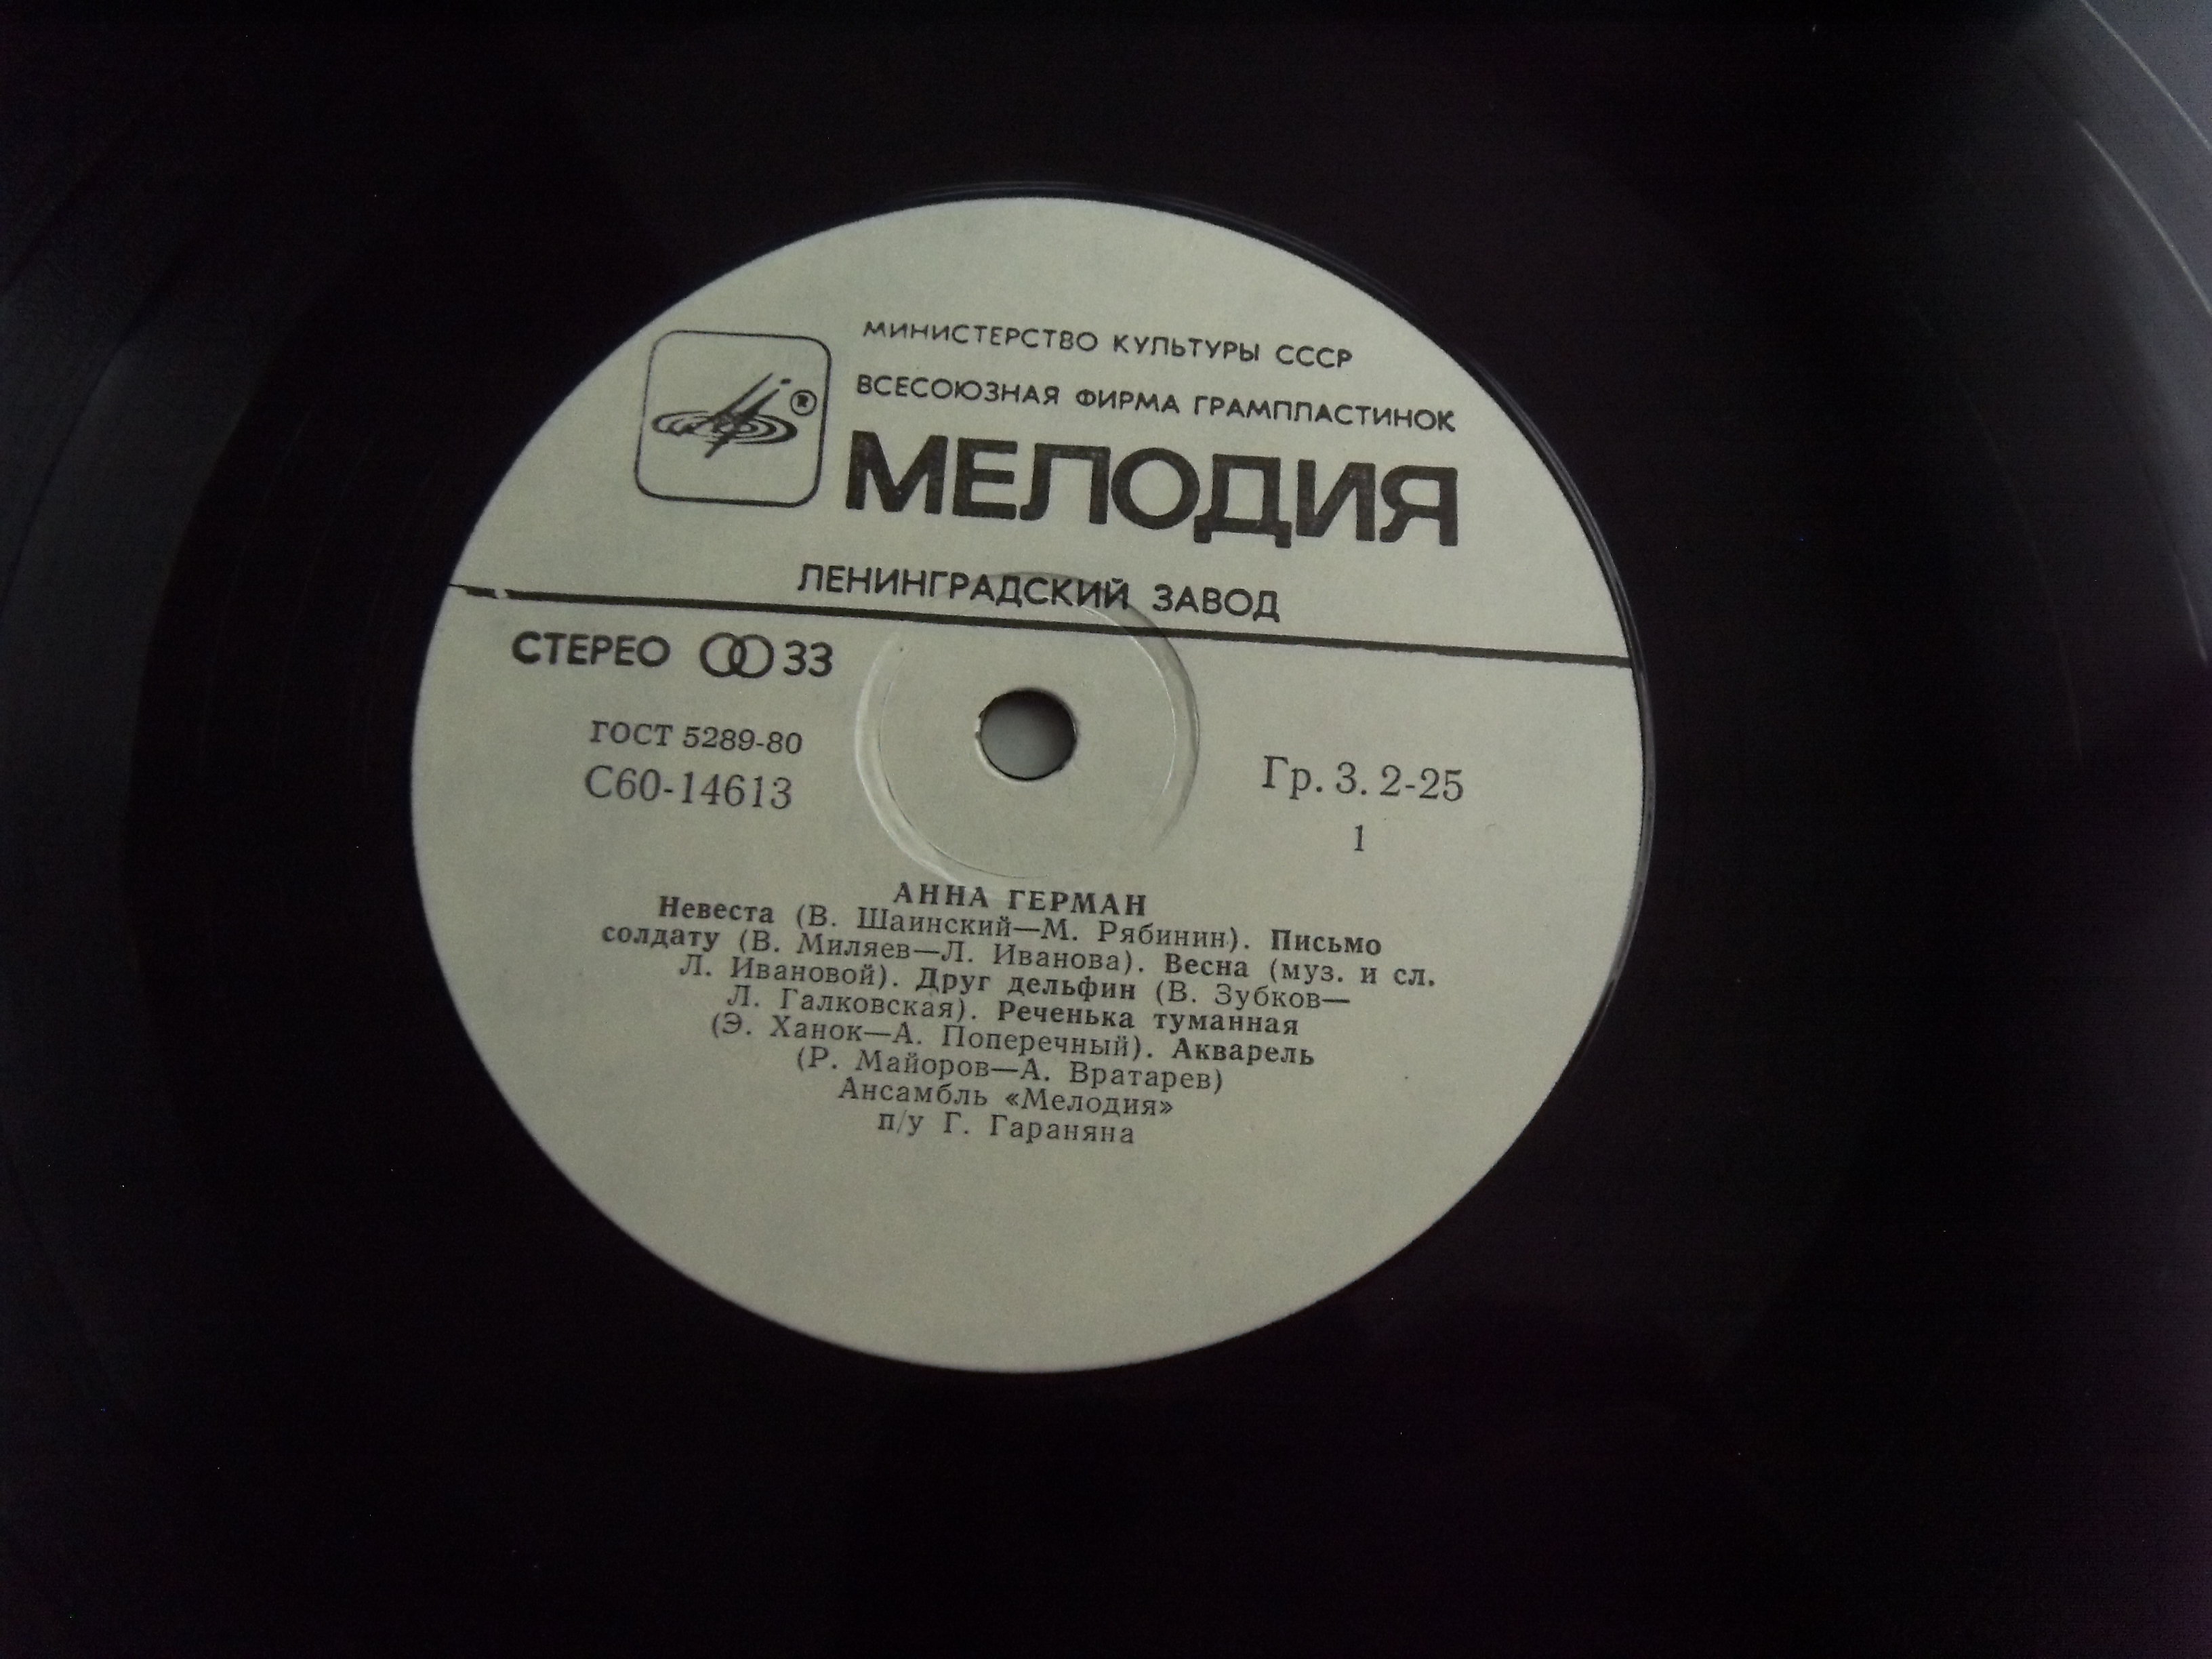 МИНИСТЕРСТВО КУЛЬТУРЫ СССР
ВСЕСОЮЗНАЯ ФИРМА ГРАМПЛАСТИНОК
®
МЕЛОДИЯ
ЛЕНИНГРАДСКИЙ ЗАВОД
СТЕРЕО 33
ГОСТ 5289-80
С60-14613
Гр. 3. 2-25
1
АННА ГЕРМАН
Невеста (В. Шаинский—М. Рябинин). Письмо
солдату (В. Миляев—Л. Иванова). Весна (муз. и сл.
Л. Ивановой). Друг дельфин (В. Зубков—
Л. Галковская). Реченька туманная
(Э. Ханок—А. Поперечный). Акварель
(Р. Майоров—А. Вратарев)
Ансамбль «Мелодия»
п/у Г. Гараняна